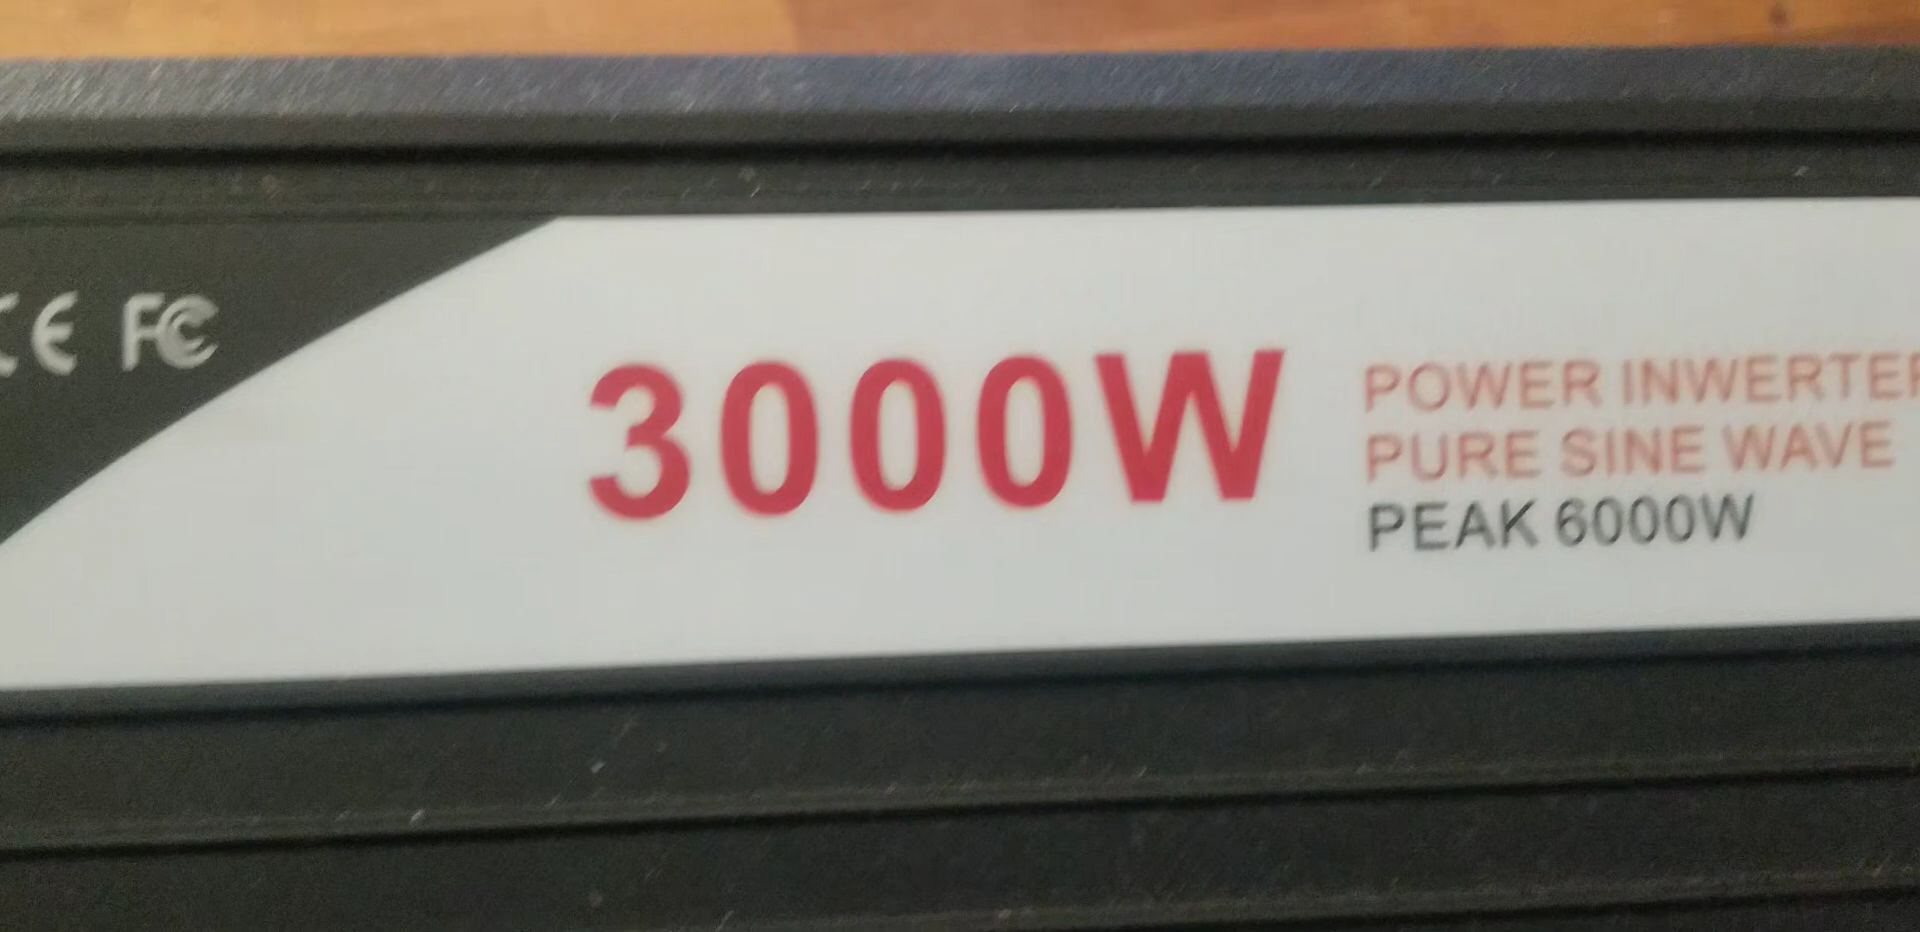 CE FC
3000W
POWER INWERTER
PURE SINE WAVE
PEAK 6000W